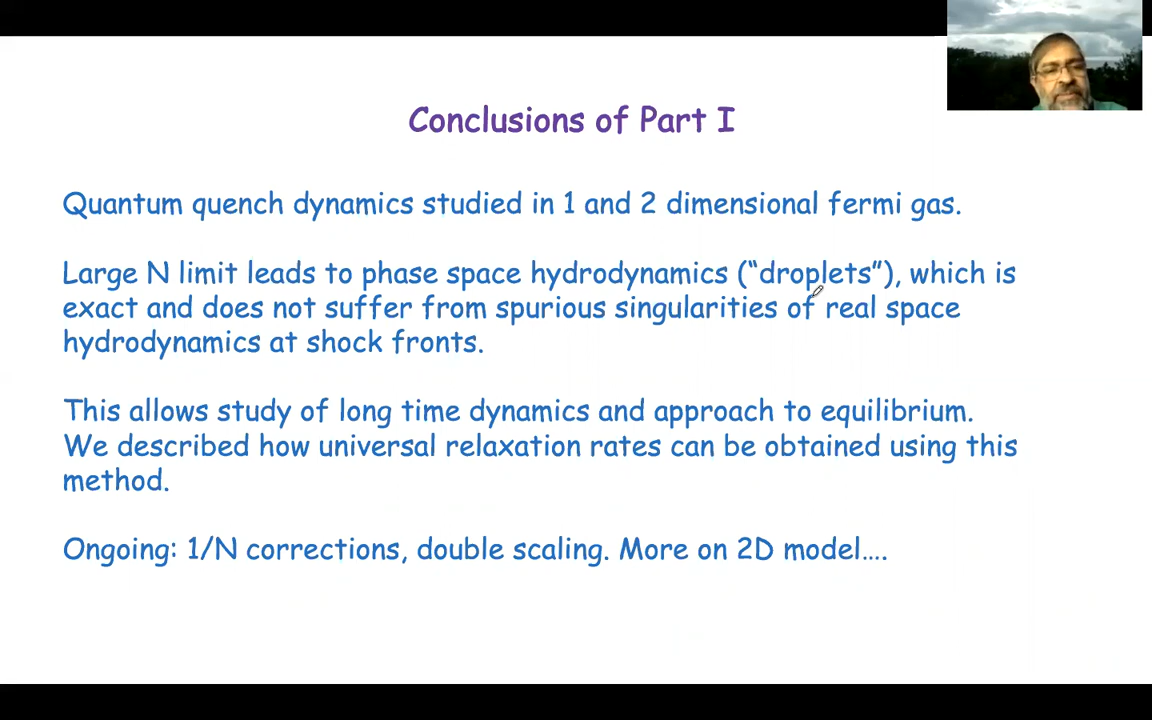 Conclusions of Part I
Quantum quench dynamics studied in 1 and 2 dimensional fermi gas.
Large N limit leads to phase space hydrodynamics (“droplets”), which is
exact and does not suffer from spurious singularities of real space
hydrodynamics at shock fronts.
This allows study of long time dynamics and approach to equilibrium.
We described how universal relaxation rates can be obtained using this
method.
Ongoing: 1/N corrections, double scaling. More on 2D model....